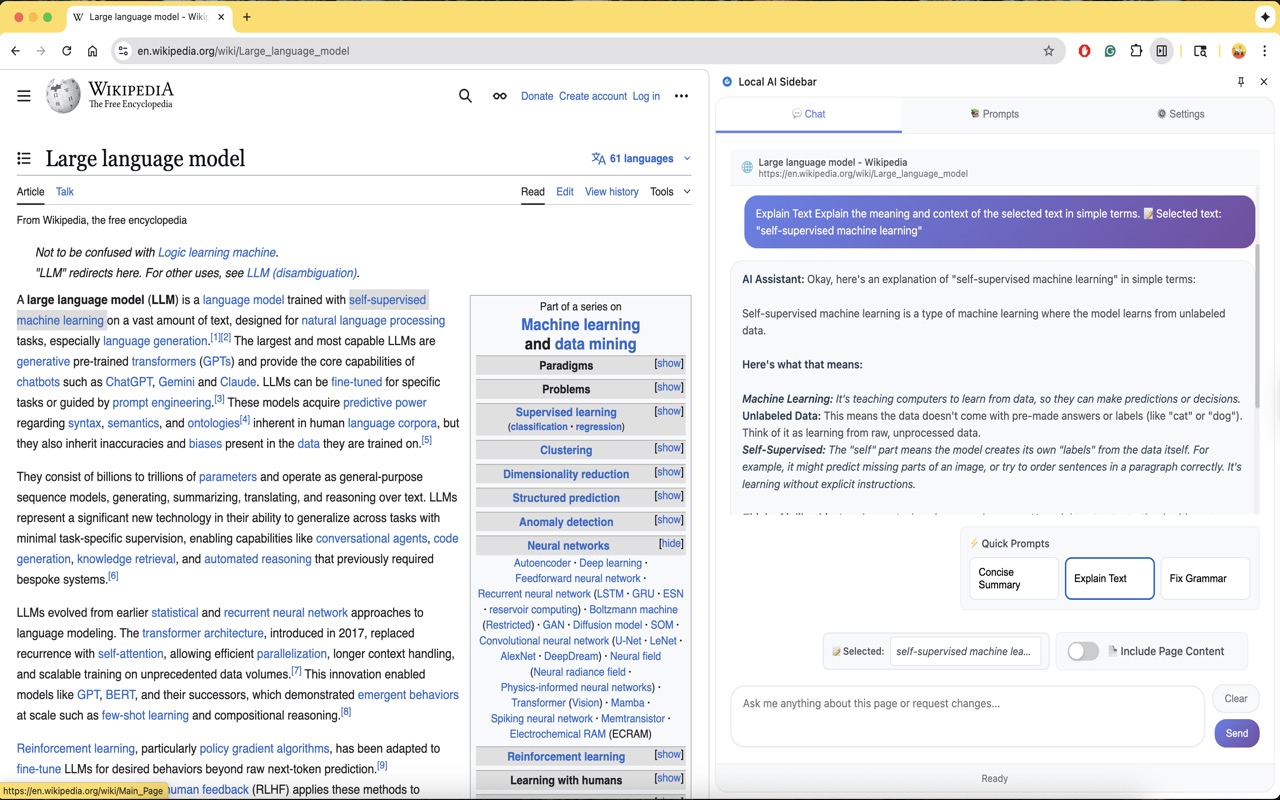 Large language model - Wiki
en.wikipedia.org/wiki/Large_language_model
WIKIPEDIA
The Free Encyclopedia
Donate Create account Log in
Large language model
61 languages
Article Talk
Read Edit View history Tools
From Wikipedia, the free encyclopedia
Not to be confused with Logic learning machine.
"LLM" redirects here. For other uses, see LLM (disambiguation).
A large language model (LLM) is a language model trained with self-supervised
machine learning on a vast amount of text, designed for natural language processing
tasks, especially language generation.[1][2] The largest and most capable LLMs are
generative pre-trained transformers (GPTs) and provide the core capabilities of
chatbots such as ChatGPT, Gemini and Claude. LLMs can be fine-tuned for specific
tasks or guided by prompt engineering.[3] These models acquire predictive power
regarding syntax, semantics, and ontologies[4] inherent in human language corpora, but
they also inherit inaccuracies and biases present in the data they are trained on.[5]
They consist of billions to trillions of parameters and operate as general-purpose
sequence models, generating, summarizing, translating, and reasoning over text. LLMs
represent a significant new technology in their ability to generalize across tasks with
minimal task-specific supervision, enabling capabilities like conversational agents, code
generation, knowledge retrieval, and automated reasoning that previously required
bespoke systems.[6]
LLMs evolved from earlier statistical and recurrent neural network approaches to
language modeling. The transformer architecture, introduced in 2017, replaced
recurrence with self-attention, allowing efficient parallelization, longer context handling,
and scalable training on unprecedented data volumes.[7] This innovation enabled
models like GPT, BERT, and their successors, which demonstrated emergent behaviors
at scale such as few-shot learning and compositional reasoning.[8]
Reinforcement learning, particularly policy gradient algorithms, has been adapted to
fine-tune LLMs for desired behaviors beyond raw next-token prediction.[9]
human feedback (RLHF) applies these methods to
https://en.wikipedia.org/wiki/Main_Page
Part of a series on
Machine learning
and data mining
Paradigms [show]
Problems [show]
Supervised learning [show]
(classification • regression)
Clustering [show]
Dimensionality reduction [show]
Structured prediction [show]
Anomaly detection [show]
Neural networks [hide]
Autoencoder · Deep learning ·
Feedforward neural network ·
Recurrent neural network (LSTM · GRU · ESN
· reservoir computing) · Boltzmann machine
(Restricted) · GAN · Diffusion model · SOM ·
Convolutional neural network (U-Net · LeNet ·
AlexNet · DeepDream) · Neural field
(Neural radiance field ·
Physics-informed neural networks) ·
Transformer (Vision) · Mamba ·
Spiking neural network · Memtransistor ·
Electrochemical RAM (ECRAM)
Reinforcement learning [show]
Learning with humans [show]
Local AI Sidebar
Chat Prompts Settings
Large language model - Wikipedia
https://en.wikipedia.org/wiki/Large_language_model
Explain Text Explain the meaning and context of the selected text in simple terms. 📝 Selected text:
"self-supervised machine learning"
AI Assistant: Okay, here's an explanation of "self-supervised machine learning" in simple terms:
Self-supervised machine learning is a type of machine learning where the model learns from unlabeled
data.
Here's what that means:
Machine Learning: It's teaching computers to learn from data, so they can make predictions or decisions.
Unlabeled Data: This means the data doesn't come with pre-made answers or labels (like "cat" or "dog").
Think of it as learning from raw, unprocessed data.
Self-Supervised: The "self" part means the model creates its own "labels" from the data itself. For
example, it might predict missing parts of an image, or try to order sentences in a paragraph correctly. It's
learning without explicit instructions.
⚡ Quick Prompts
Concise
Summary
Explain Text
Fix Grammar
Selected: self-supervised machine lea...
Include Page Content
Ask me anything about this page or request changes...
Clear
Send
Ready